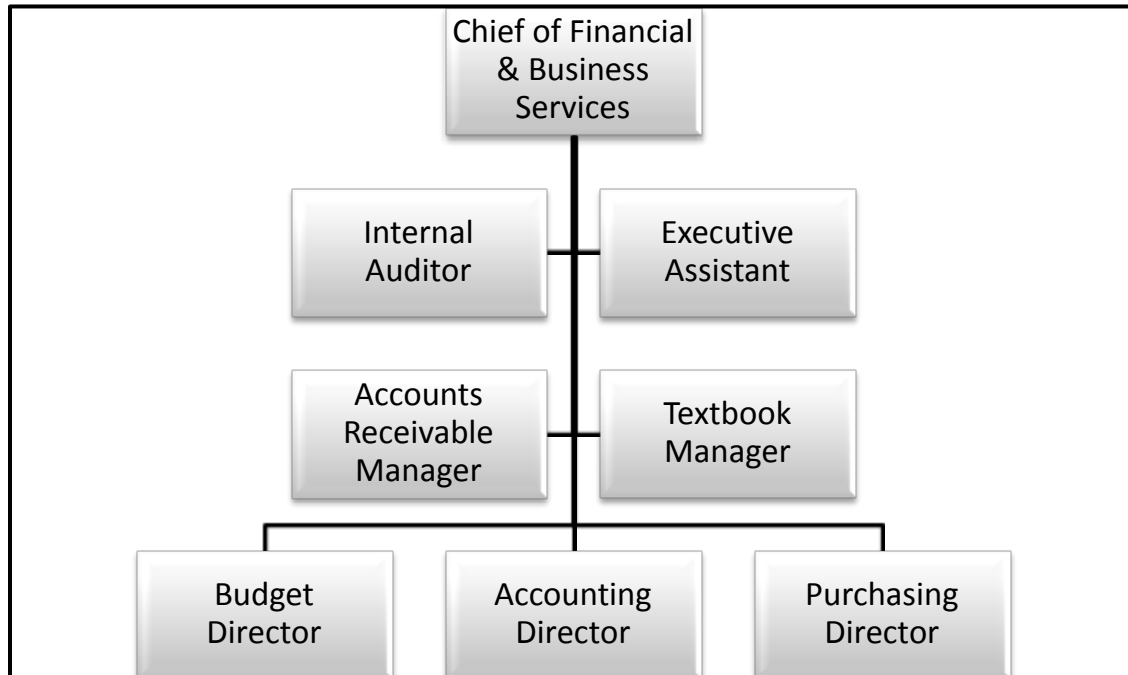 Chief of Financial
& Business
Services
Internal
Auditor
Executive
Assistant
Accounts
Receivable
Manager
Textbook
Manager
Budget
Director
Accounting
Director
Purchasing
Director